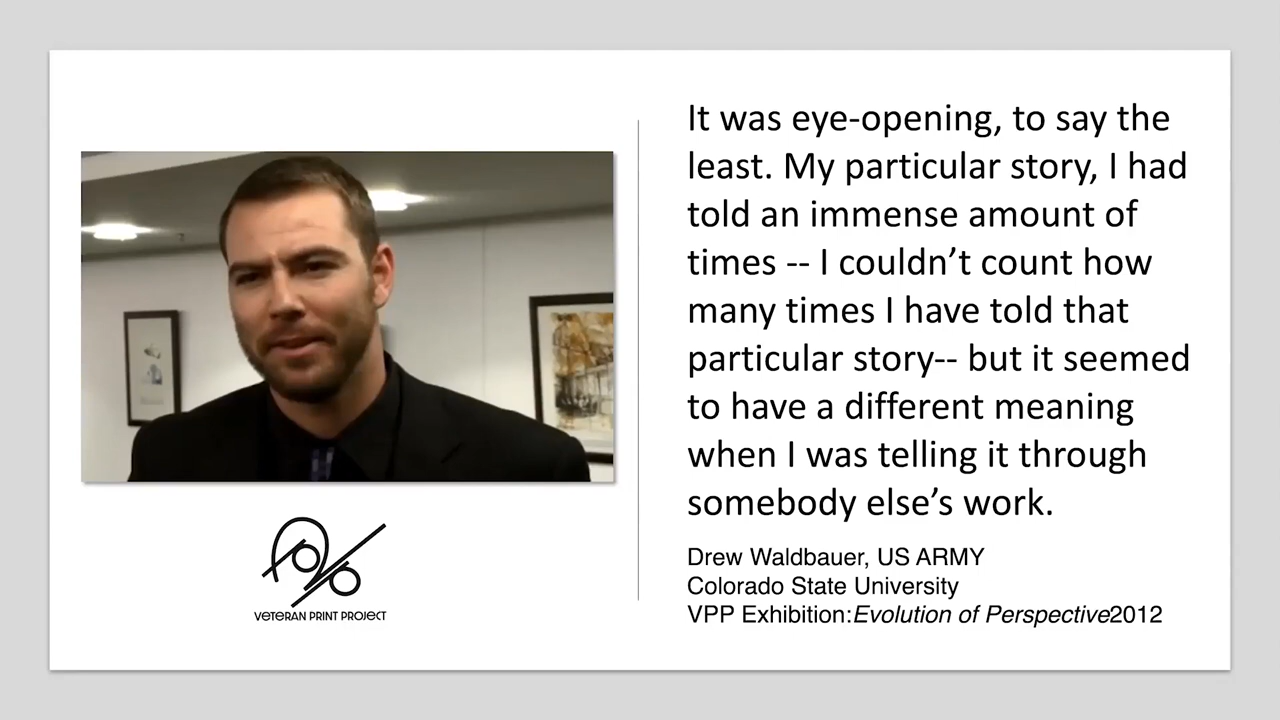 It was eye-opening, to say the
least. My particular story, I had
told an immense amount of
times -- I couldn’t count how
many times I have told that
particular story-- but it seemed
to have a different meaning
when I was telling it through
somebody else’s work.
Drew Waldbauer, US ARMY
Colorado State University
VPP Exhibition:Evolution of Perspective2012
VETERAN PRINT PROJECT